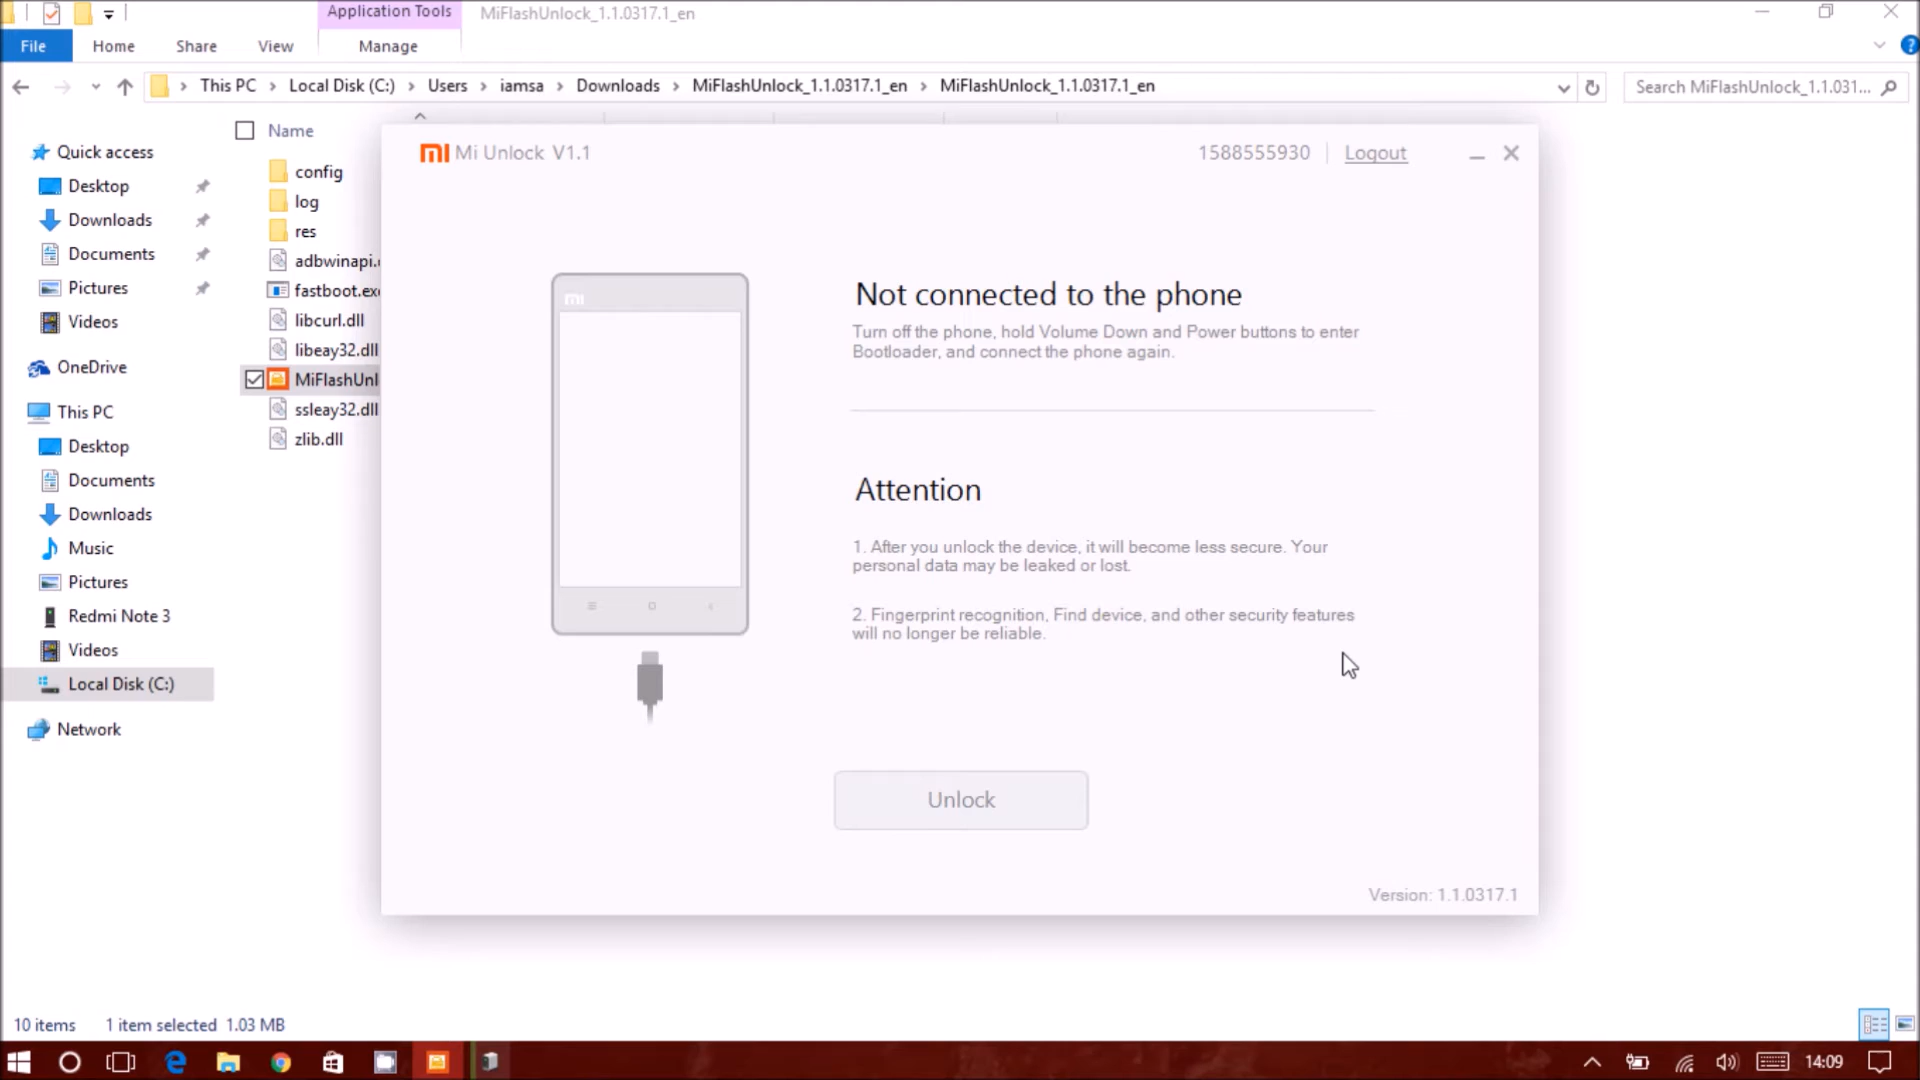 Application Tools
MiFlashUnlock_1.1.0317.1_en
File
Home
Share
View
Manage
This PC
Local Disk (C:)
Users
iamsa
Downloads
MiFlashUnlock_1.1.0317.1_en
MiFlashUnlock_1.1.0317.1_en
Search MiFlashUnlock_1.1.031...
Quick access
Desktop
Downloads
Documents
Pictures
Videos
OneDrive
This PC
Desktop
Documents
Downloads
Music
Pictures
Redmi Note 3
Videos
Local Disk (C:)
Network
Name
config
log
res
adbwinapi.
fastboot.exe
libcurl.dll
libeay32.dll
MiFlashUnl
ssleay32.dll
zlib.dll
mi Mi Unlock V1.1
1588555930
Logout
mi
Not connected to the phone
Turn off the phone, hold Volume Down and Power buttons to enter
Bootloader, and connect the phone again.
Attention
1. After you unlock the device, it will become less secure. Your
personal data may be leaked or lost.
2. Fingerprint recognition, Find device, and other security features
will no longer be reliable.
Unlock
Version: 1.1.0317.1
10 items
1 item selected 1.03 MB
14:09